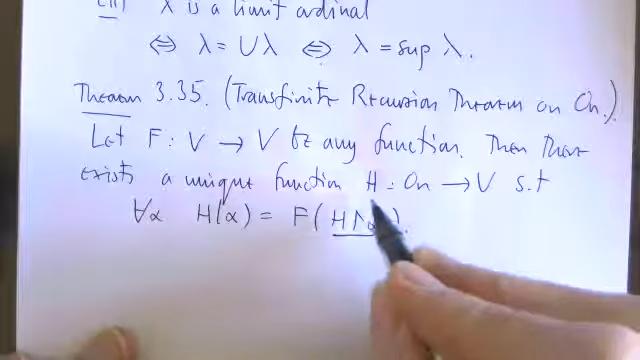 (iii) λ is a limit ordinal
⟺ λ = ∪λ ⟺ λ = sup λ.
Theorem 3.35. (Transfinite Recursion Theorem on On.)
Let F : V → V be any function. Then there
exists a unique function H : On → V s.t
∀α H(α) = F( H↾α ).